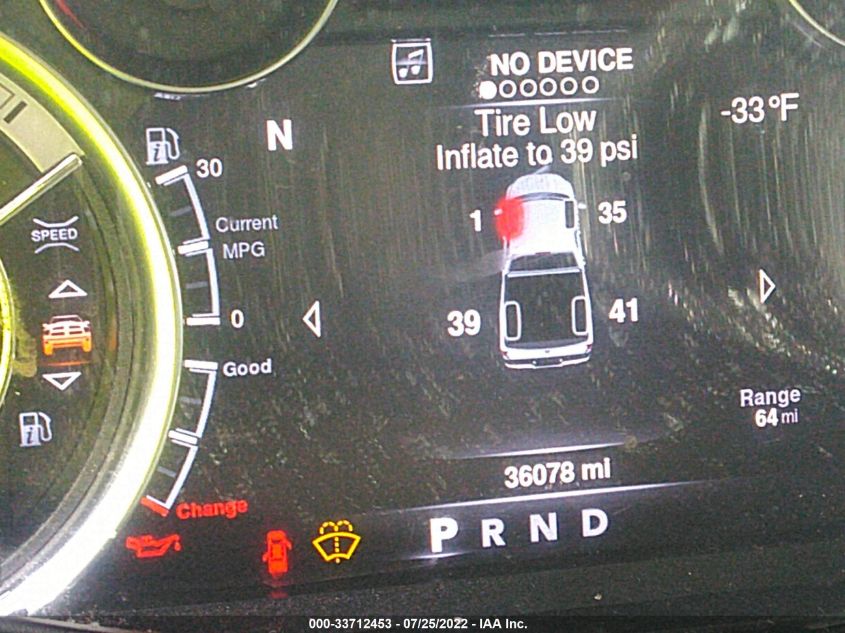 NO DEVICE
Tire Low
Inflate to 39 psi
-33°F
N
30
Current
MPG
0
Good
Change
SPEED
1
35
39
41
Range
64 mi
36078 mi
P R N D
000-33712453 - 07/25/2022 - IAA Inc.